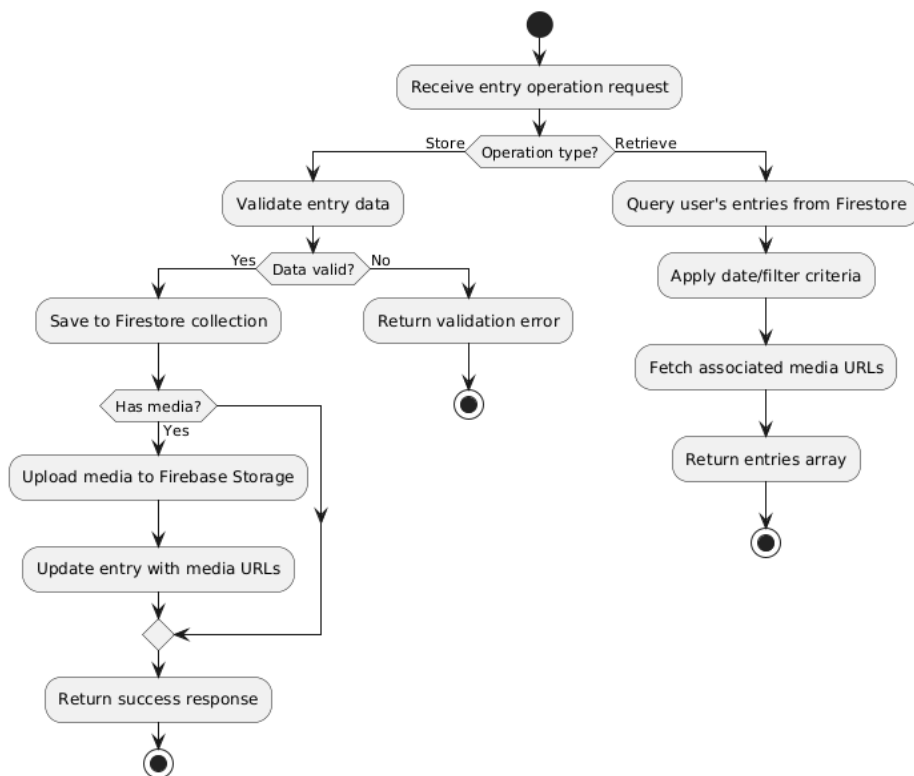 Receive entry operation request
Store
Operation type?
Retrieve
Validate entry data
Query user's entries from Firestore
Yes
Data valid?
No
Apply date/filter criteria
Save to Firestore collection
Return validation error
Fetch associated media URLs
Has media?
Yes
Return entries array
Upload media to Firebase Storage
Update entry with media URLs
Return success response